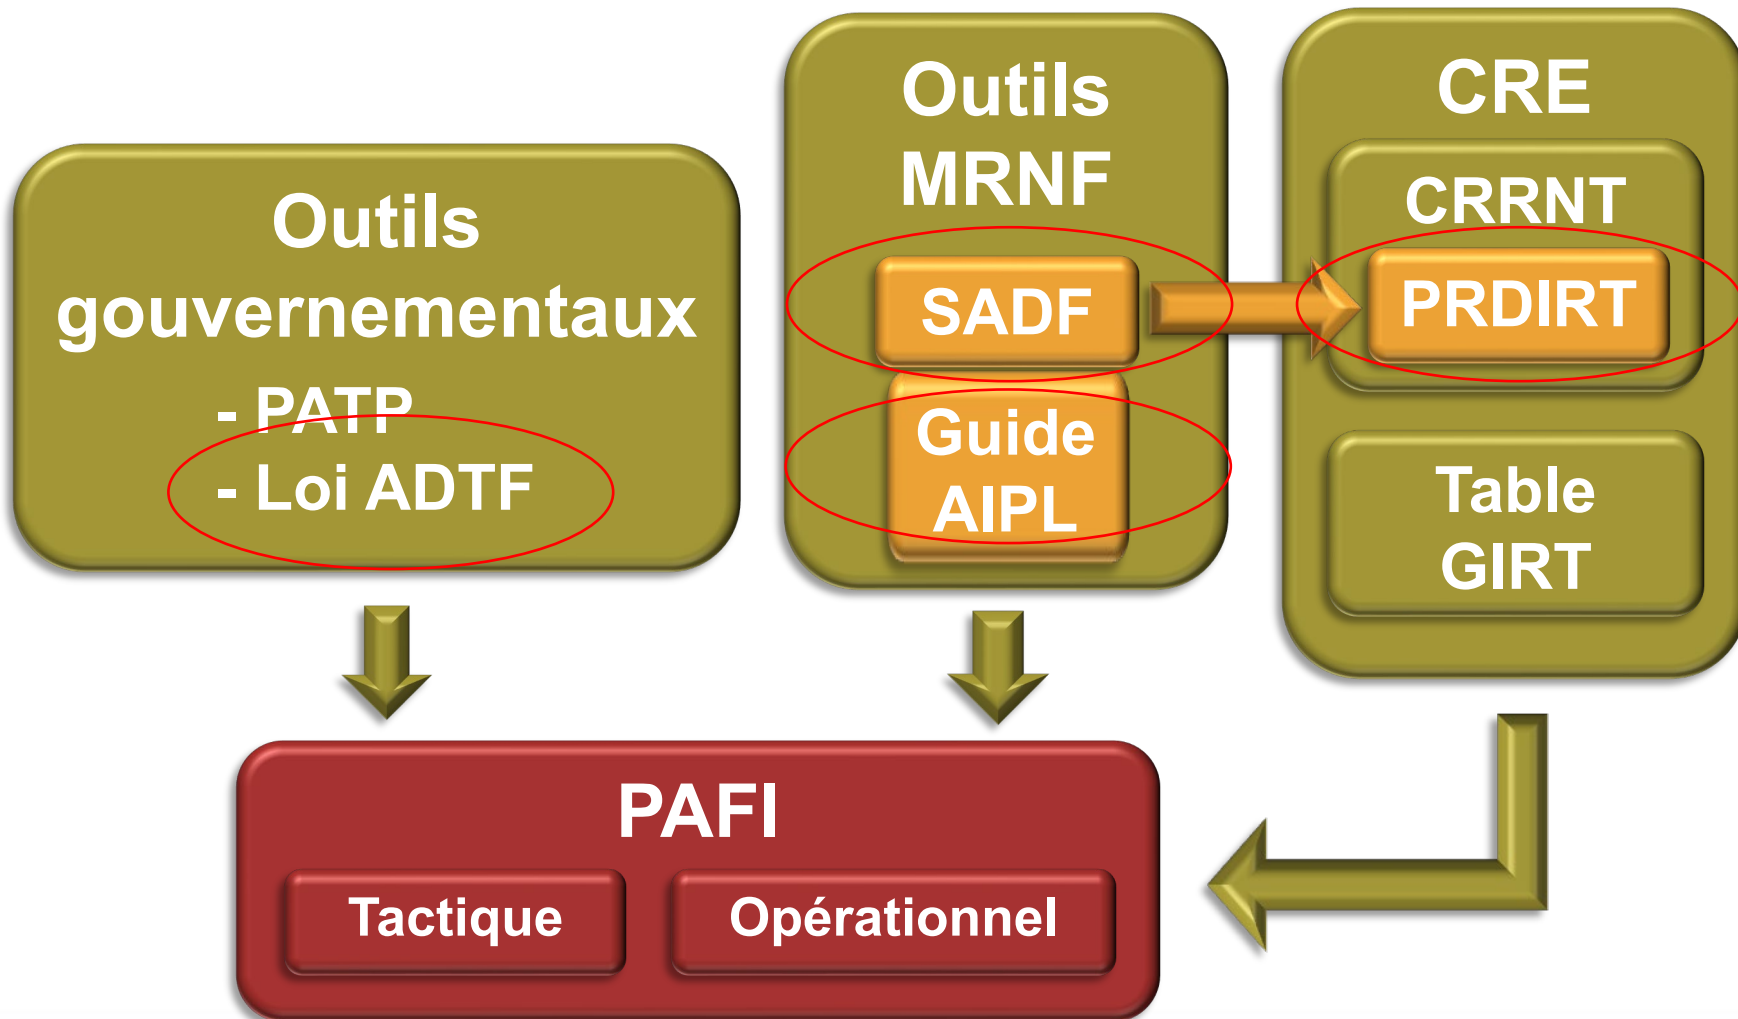 Outils
gouvernementaux
- PATP
- Loi ADTF
Outils
MRNF
SADF
Guide
AIPL
CRE
CRRNT
PRDIRT
Table
GIRT
PAFI
Tactique
Opérationnel